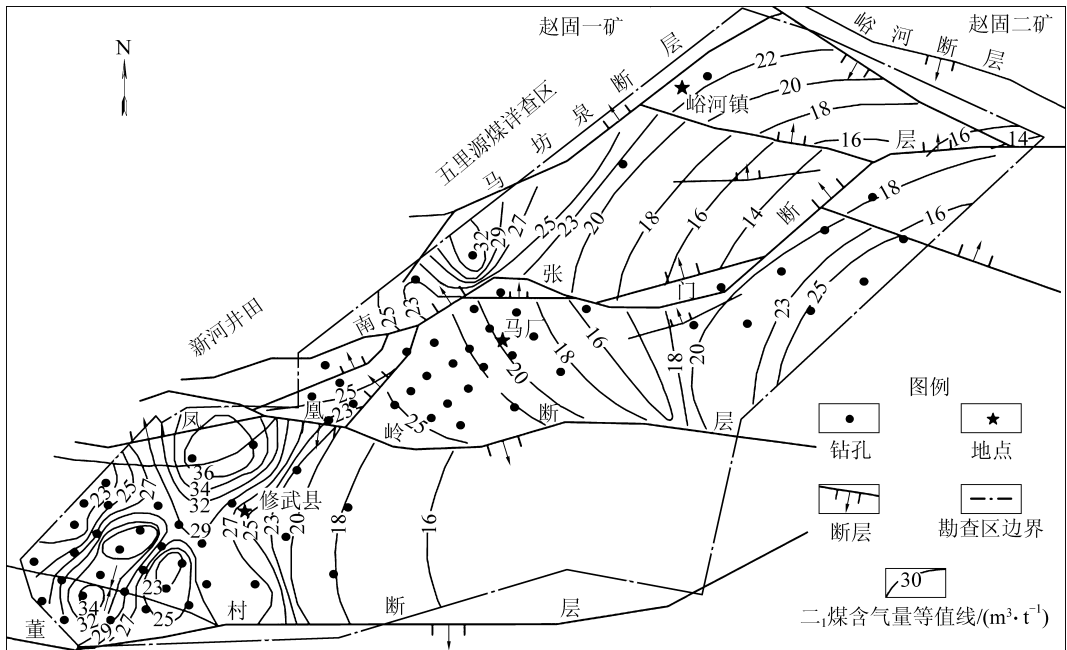 赵固一矿
赵固二矿
峪河断层
N
五里源煤详查区
马坊泉断层
峪河镇
22
20
18
16
层
16
14
27
29
32
25
23
20
18
16
14
断
18
16
张
门
25
23
南
新河井田
马厂
20
18
16
18
20
23
25
25
23
凤
凰
岭
25
断
层
36
34
32
29
23
25
27
修武县
27
25
23
20
18
16
23
25
34
32
29
27
董
村
断
层
图例
钻孔
地点
断层
勘查区边界
30
二₁煤含气量等值线/(m³·t⁻¹)